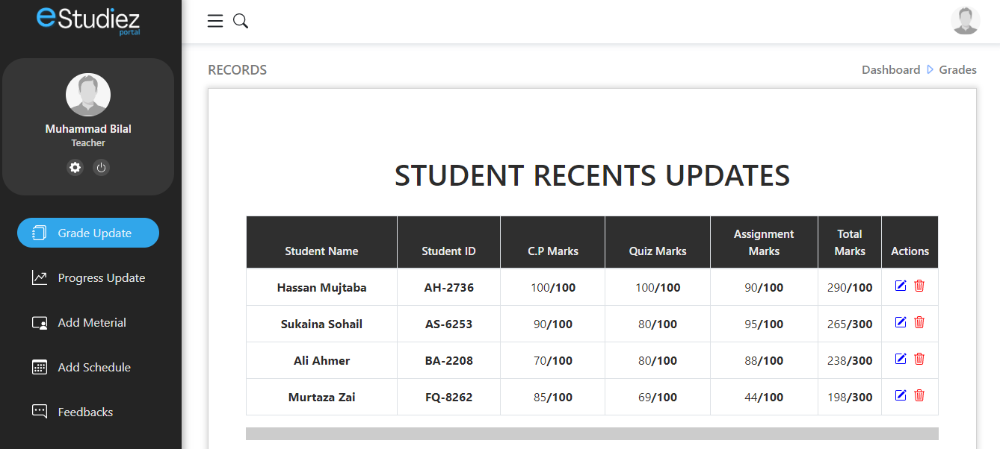 eStudiez
portal
Muhammad Bilal
Teacher
Grade Update
Progress Update
Add Meterial
Add Schedule
Feedbacks
RECORDS
Dashboard Grades
STUDENT RECENTS UPDATES
Student Name Student ID C.P Marks Quiz Marks Assignment Marks Total Marks Actions
Hassan Mujtaba AH-2736 100/100 100/100 90/100 290/100
Sukaina Sohail AS-6253 90/100 80/100 95/100 265/300
Ali Ahmer BA-2208 70/100 80/100 88/100 238/300
Murtaza Zai FQ-8262 85/100 69/100 44/100 198/300